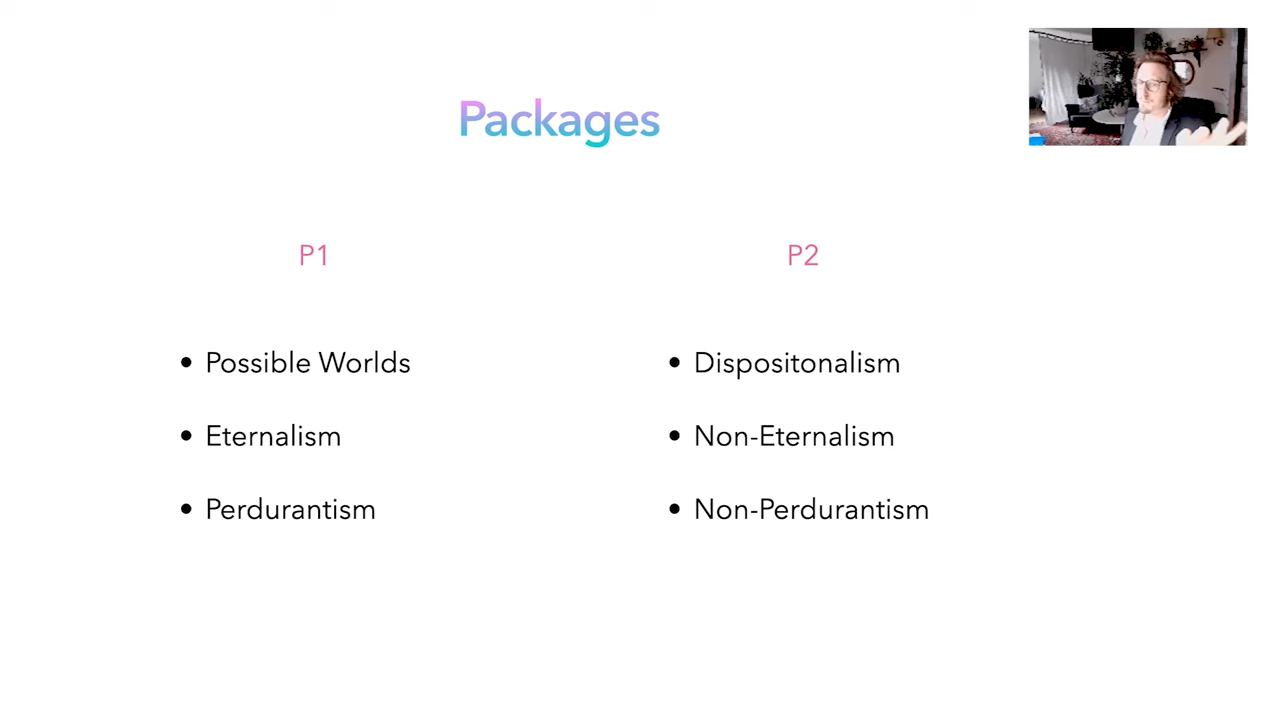 Packages
P1
• Possible Worlds
• Eternalism
• Perdurantism
P2
• Dispositonalism
• Non-Eternalism
• Non-Perdurantism